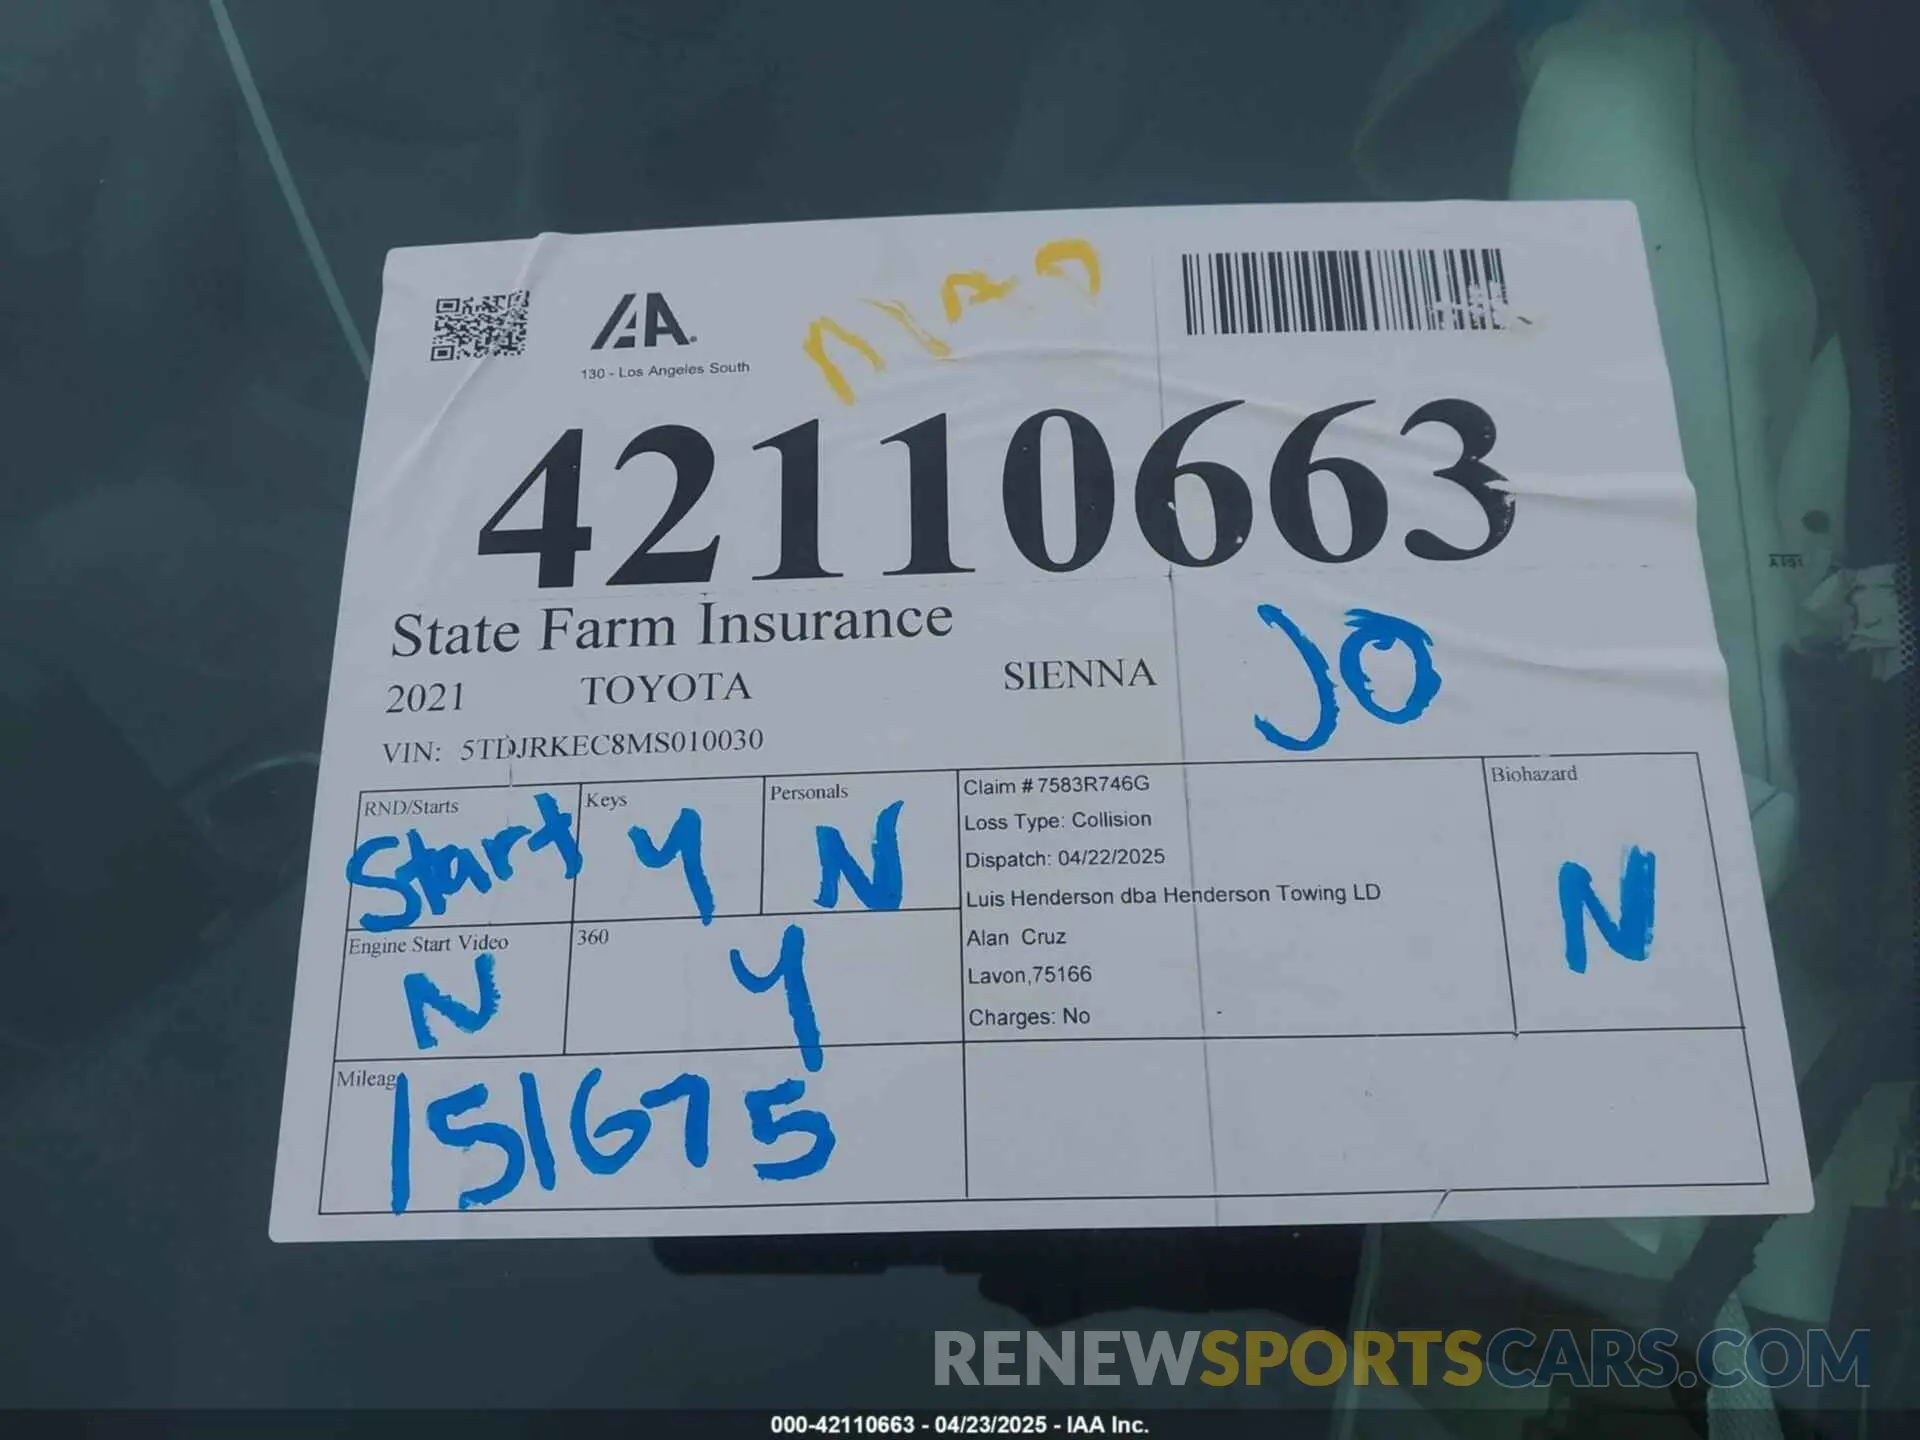 IAA
130 - Los Angeles South
42110663
State Farm Insurance
2021 TOYOTA SIENNA
JO
VIN: 5TDJRKEC8MS010030
RND/Starts
Start
Keys
Y
Personals
N
Claim # 7583R746G
Loss Type: Collision
Dispatch: 04/22/2025
Luis Henderson dba Henderson Towing LD
Alan Cruz
Lavon,75166
Charges: No
Biohazard
N
Engine Start Video
N
360
Y
Mileag
151675
RENEWSPORTSCARS.COM
000-42110663 - 04/23/2025 - IAA Inc.